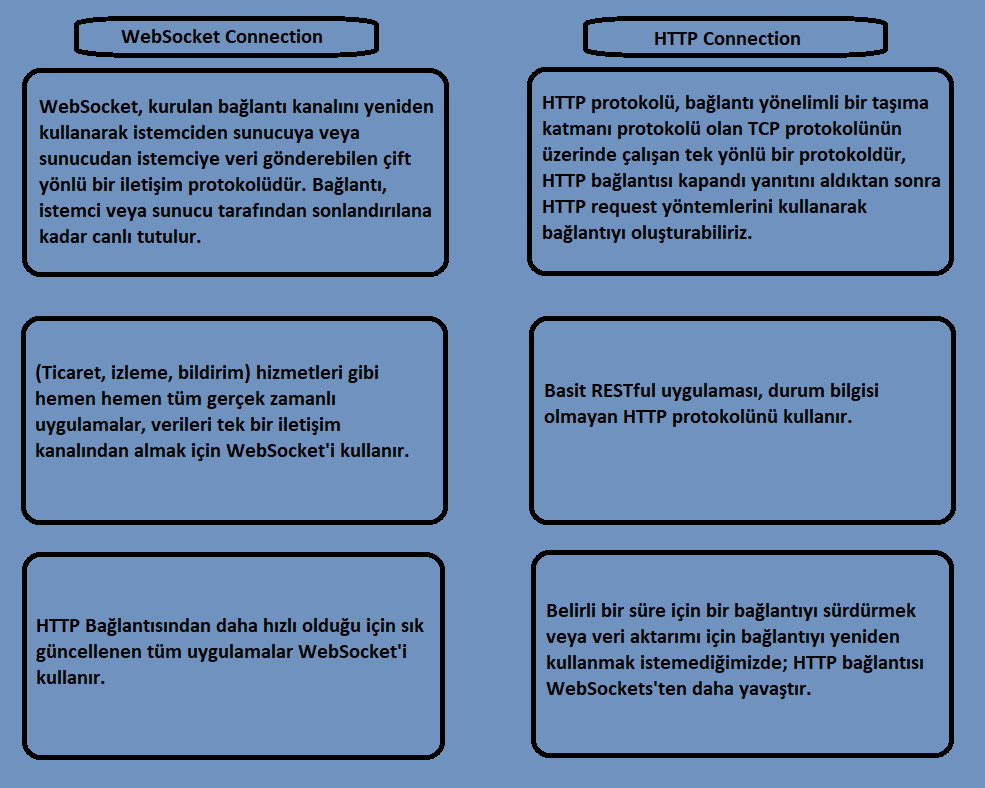 WebSocket Connection
HTTP Connection
WebSocket, kurulan bağlantı kanalını yeniden
kullanarak istemciden sunucuya veya
sunucudan istemciye veri gönderebilen çift
yönlü bir iletişim protokolüdür. Bağlantı,
istemci veya sunucu tarafından sonlandırılana
kadar canlı tutulur.
HTTP protokolü, bağlantı yönelimli bir taşıma
katmanı protokolü olan TCP protokolünün
üzerinde çalışan tek yönlü bir protokoldür,
HTTP bağlantısı kapandı yanıtını aldıktan sonra
HTTP request yöntemlerini kullanarak
bağlantıyı oluşturabiliriz.
(Ticaret, izleme, bildirim) hizmetleri gibi
hemen hemen tüm gerçek zamanlı
uygulamalar, verileri tek bir iletişim
kanalından almak için WebSocket'i kullanır.
Basit RESTful uygulaması, durum bilgisi
olmayan HTTP protokolünü kullanır.
HTTP Bağlantısından daha hızlı olduğu için sık
güncellenen tüm uygulamalar WebSocket'i
kullanır.
Belirli bir süre için bir bağlantıyı sürdürmek
veya veri aktarımı için bağlantıyı yeniden
kullanmak istemediğimizde; HTTP bağlantısı
WebSockets'ten daha yavaştır.